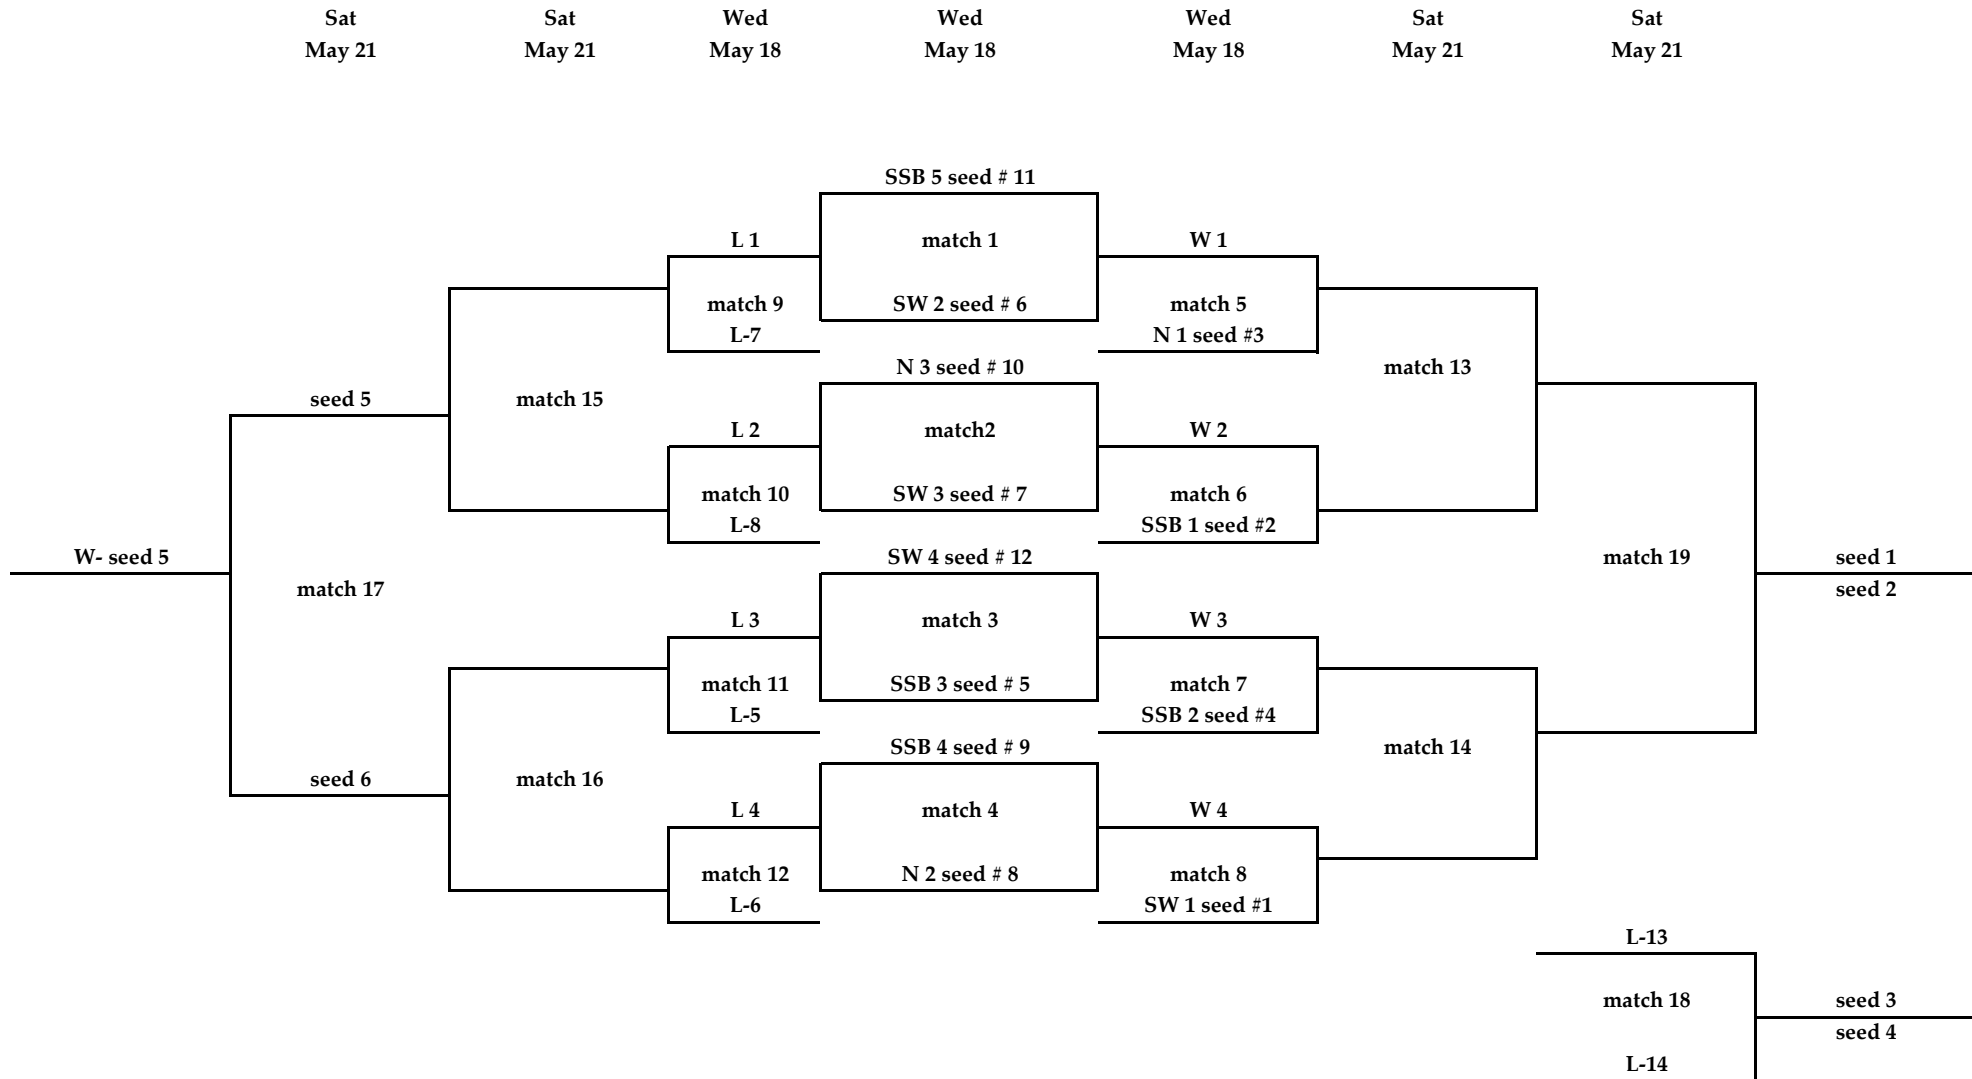 Sat Sat Wed Wed Wed Sat Sat
May 21 May 21 May 18 May 18 May 18 May 21 May 21
SSB 5 seed # 11
L 1 match 1 W 1
match 9 SW 2 seed # 6 match 5
L-7 N 1 seed #3
N 3 seed # 10 match 13
seed 5 match 15
L 2 match2 W 2
match 10 SW 3 seed # 7 match 6
L-8 SSB 1 seed #2
W- seed 5 SW 4 seed # 12 match 19 seed 1
match 17 seed 2
L 3 match 3 W 3
match 11 SSB 3 seed # 5 match 7
L-5 SSB 2 seed #4
SSB 4 seed # 9 match 14
seed 6 match 16
L 4 match 4 W 4
match 12 N 2 seed # 8 match 8
L-6 SW 1 seed #1
L-13
match 18 seed 3
seed 4
L-14